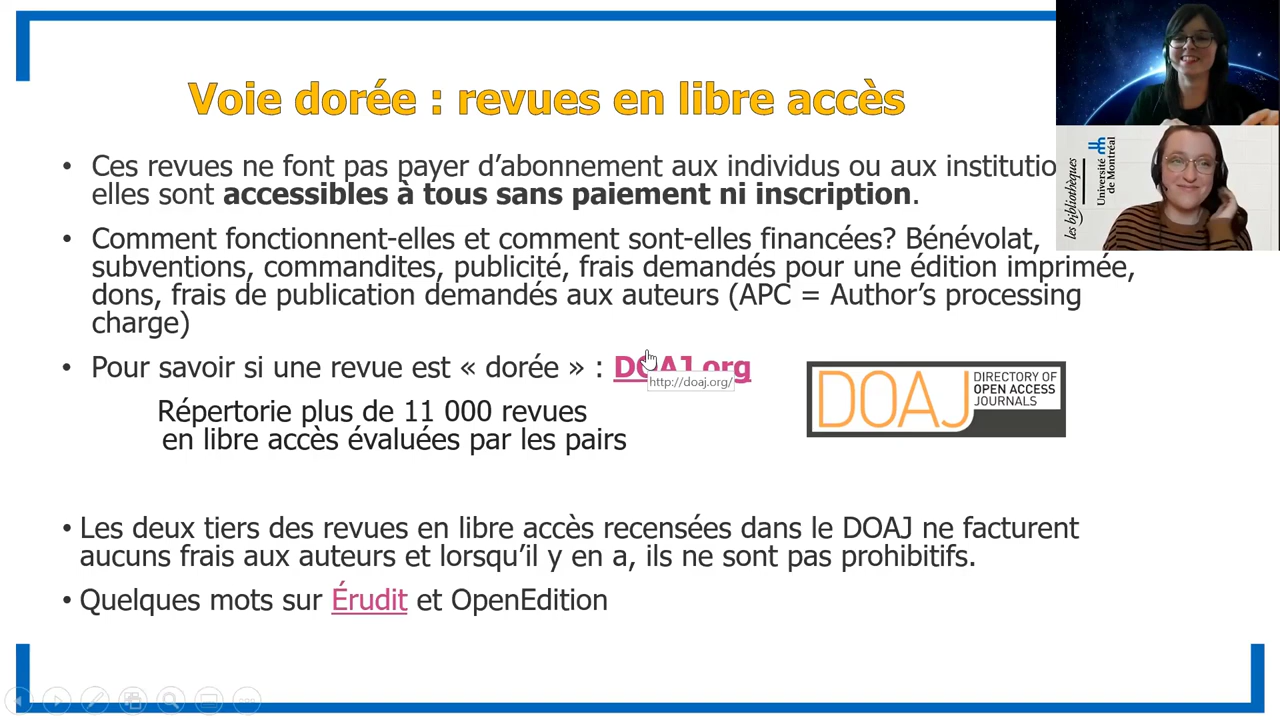 Voie dorée : revues en libre accès
• Ces revues ne font pas payer d’abonnement aux individus ou aux
elles sont accessibles à tous sans paiement ni inscription.
• Comment fonctionnent-elles et comment sont-elles financées? Bénévolat,
subventions, commandites, publicité, frais demandés pour une édition imprimée,
dons, frais de publication demandés aux auteurs (APC = Author’s processing
charge)
• Pour savoir si une revue est « dorée » : DOAJ.org
http://doaj.org/
Répertorie plus de 11 000 revues
en libre accès évaluées par les pairs
DOAJ
DIRECTORY OF
OPEN ACCESS
JOURNALS
• Les deux tiers des revues en libre accès recensées dans le DOAJ ne facturent
aucuns frais aux auteurs et lorsqu’il y en a, ils ne sont pas prohibitifs.
• Quelques mots sur Érudit et OpenEdition
les bibliothèques
Université
de Montréal